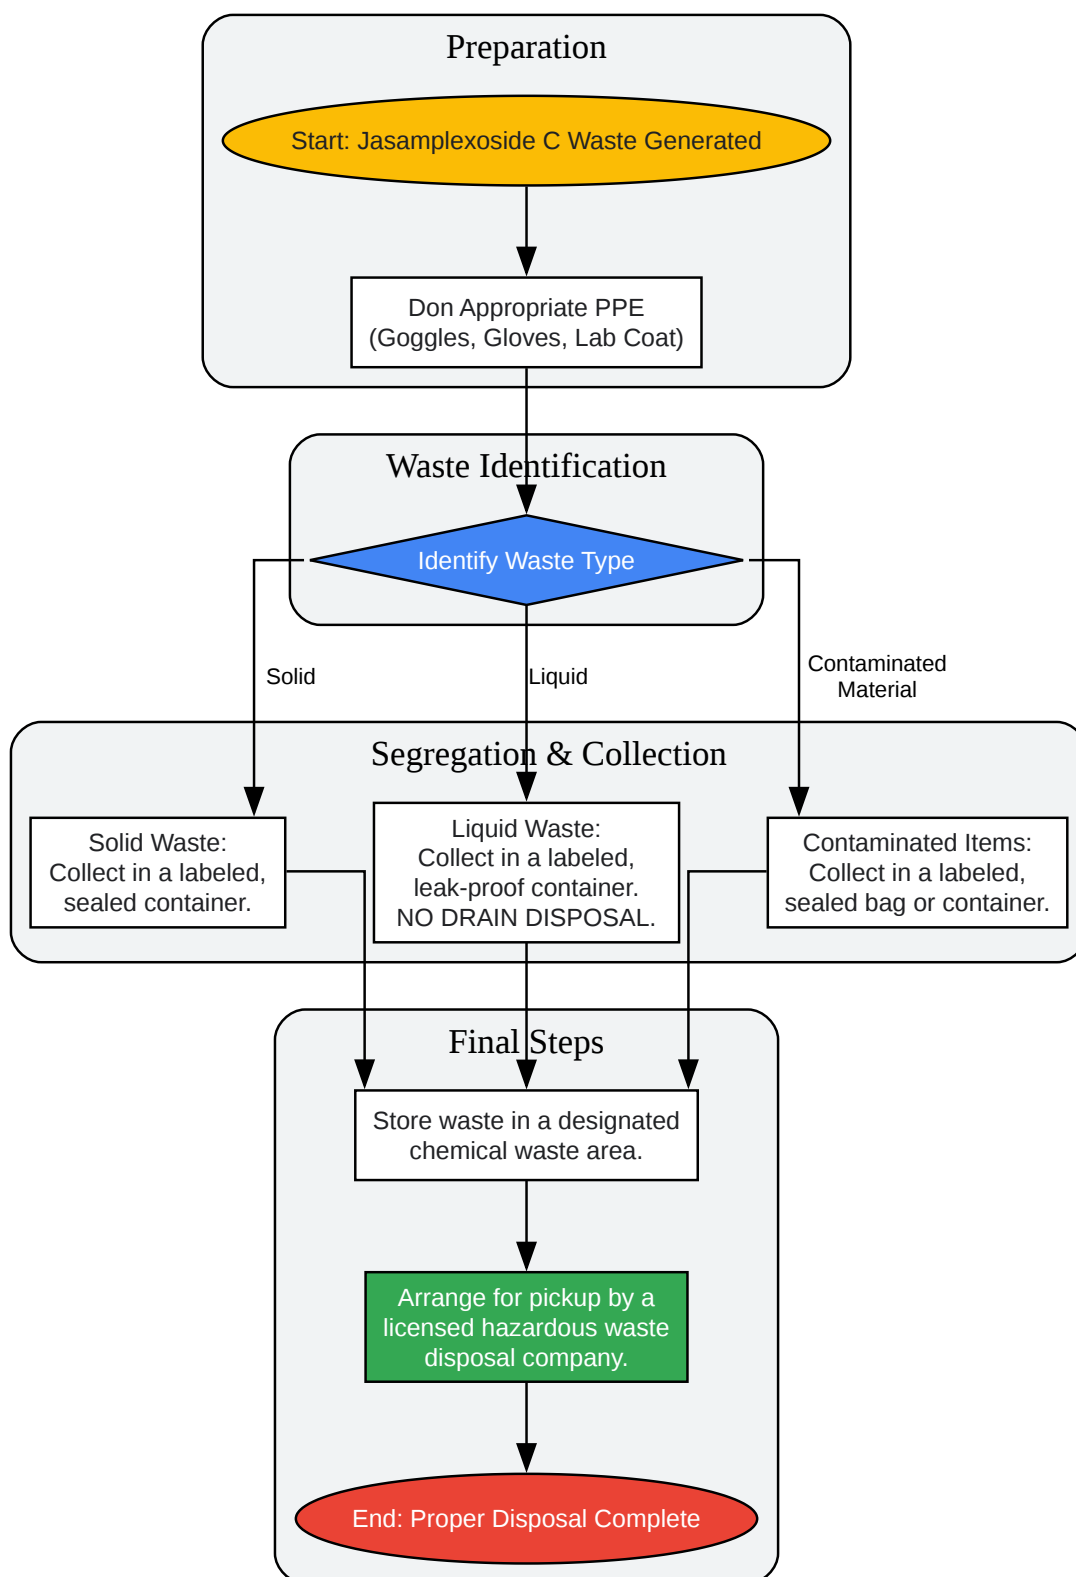 Preparation
Start: Jasamplexoside C Waste Generated
Don Appropriate PPE
(Goggles, Gloves, Lab Coat)
Waste Identification
Identify Waste Type
Solid
Liquid
Contaminated
Material
Segregation & Collection
Solid Waste:
Collect in a labeled,
sealed container.
Liquid Waste:
Collect in a labeled,
leak-proof container.
NO DRAIN DISPOSAL.
Contaminated Items:
Collect in a labeled,
sealed bag or container.
Final Steps
Store waste in a designated
chemical waste area.
Arrange for pickup by a
licensed hazardous waste
disposal company.
End: Proper Disposal Complete